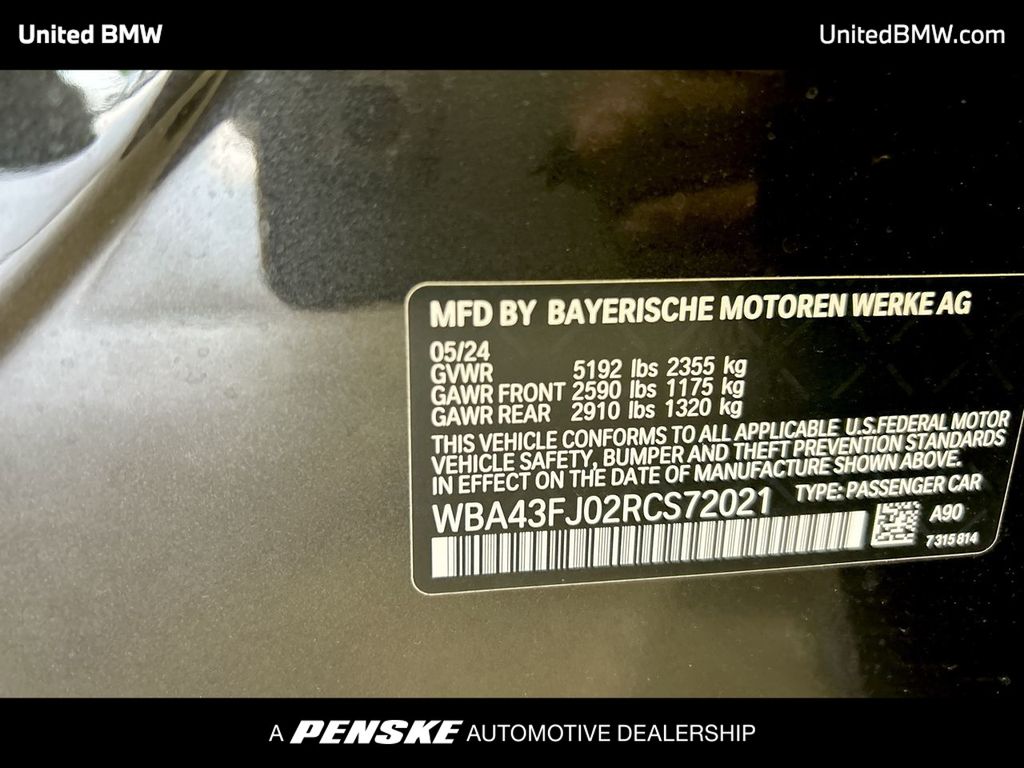 United BMW
UnitedBMW.com
MFD BY BAYERISCHE MOTOREN WERKE AG
05/24
GVWR 5192 lbs 2355 kg
GAWR FRONT 2590 lbs 1175 kg
GAWR REAR 2910 lbs 1320 kg
THIS VEHICLE CONFORMS TO ALL APPLICABLE U.S.FEDERAL MOTOR
VEHICLE SAFETY, BUMPER AND THEFT PREVENTION STANDARDS
IN EFFECT ON THE DATE OF MANUFACTURE SHOWN ABOVE.
TYPE: PASSENGER CAR
WBA43FJ02RCS72021
A90
7315814
A PENSKE AUTOMOTIVE DEALERSHIP